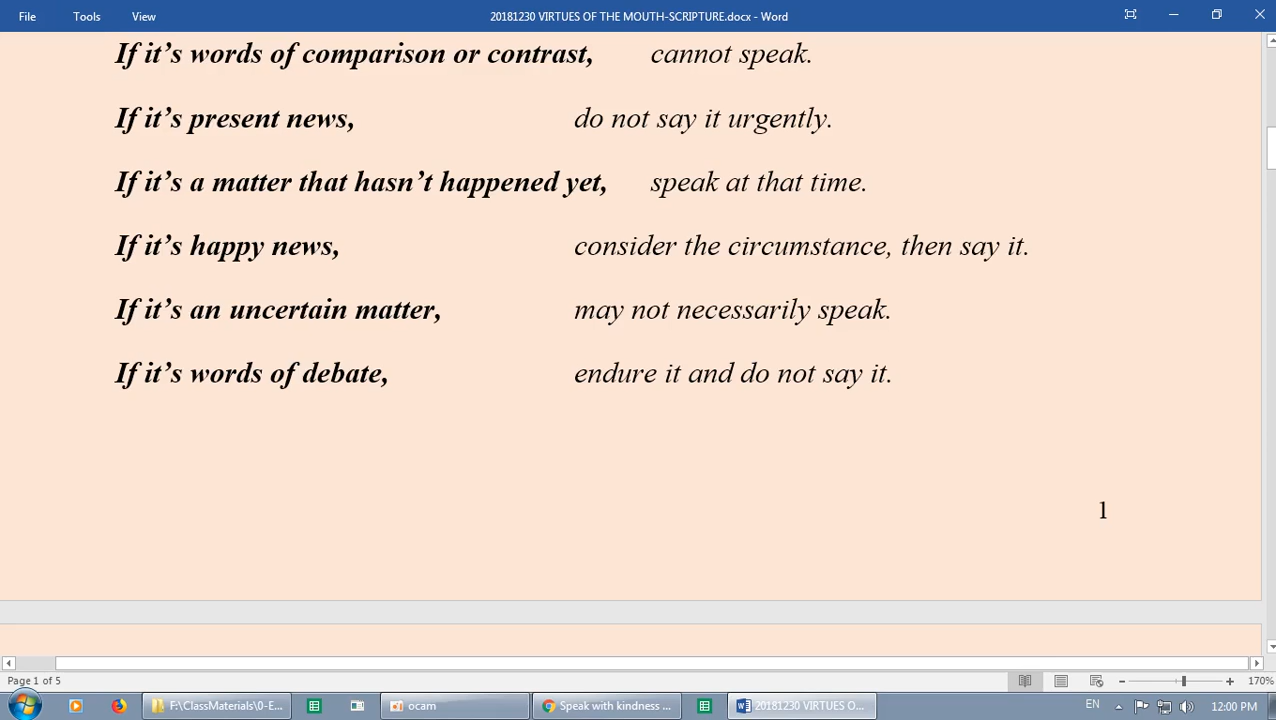 File Tools View 20181230 VIRTUES OF THE MOUTH-SCRIPTURE.docx - Word
If it’s words of comparison or contrast, cannot speak.
If it’s present news, do not say it urgently.
If it’s a matter that hasn’t happened yet, speak at that time.
If it’s happy news, consider the circumstance, then say it.
If it’s an uncertain matter, may not necessarily speak.
If it’s words of debate, endure it and do not say it.
1
Page 1 of 5 170%
F:\ClassMaterials\0-E... ocam Speak with kindness ... 20181230 VIRTUES O... EN 12:00 PM